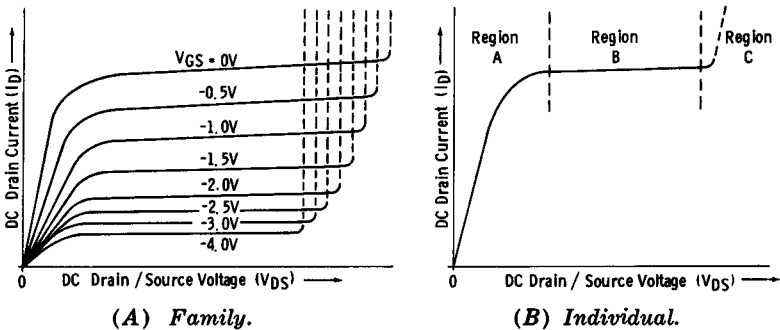 DC Drain Current (ID)
VGS = 0V
-0.5V
-1.0V
-1.5V
-2.0V
-2.5V
-3.0V
-4.0V
0
DC Drain / Source Voltage (VDS)
(A) Family.
DC Drain Current (ID)
Region
A
Region
B
Region
C
0
DC Drain / Source Voltage (VDS)
(B) Individual.